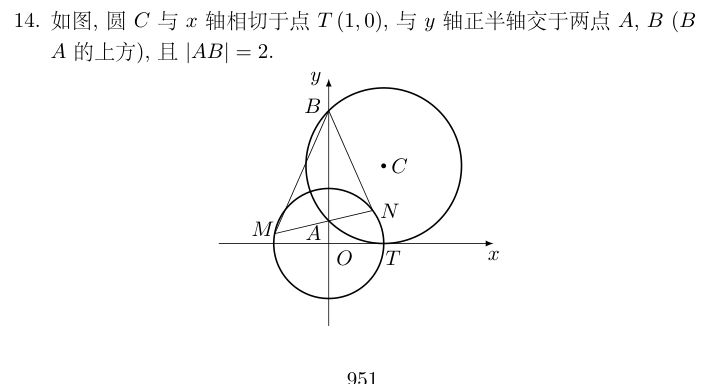 14. 如图, 圆 C 与 x 轴相切于点 T (1, 0), 与 y 轴正半轴交于两点 A, B (B
A 的上方), 且 |AB| = 2.
y
B
C
N
M
A
O
T
x
951